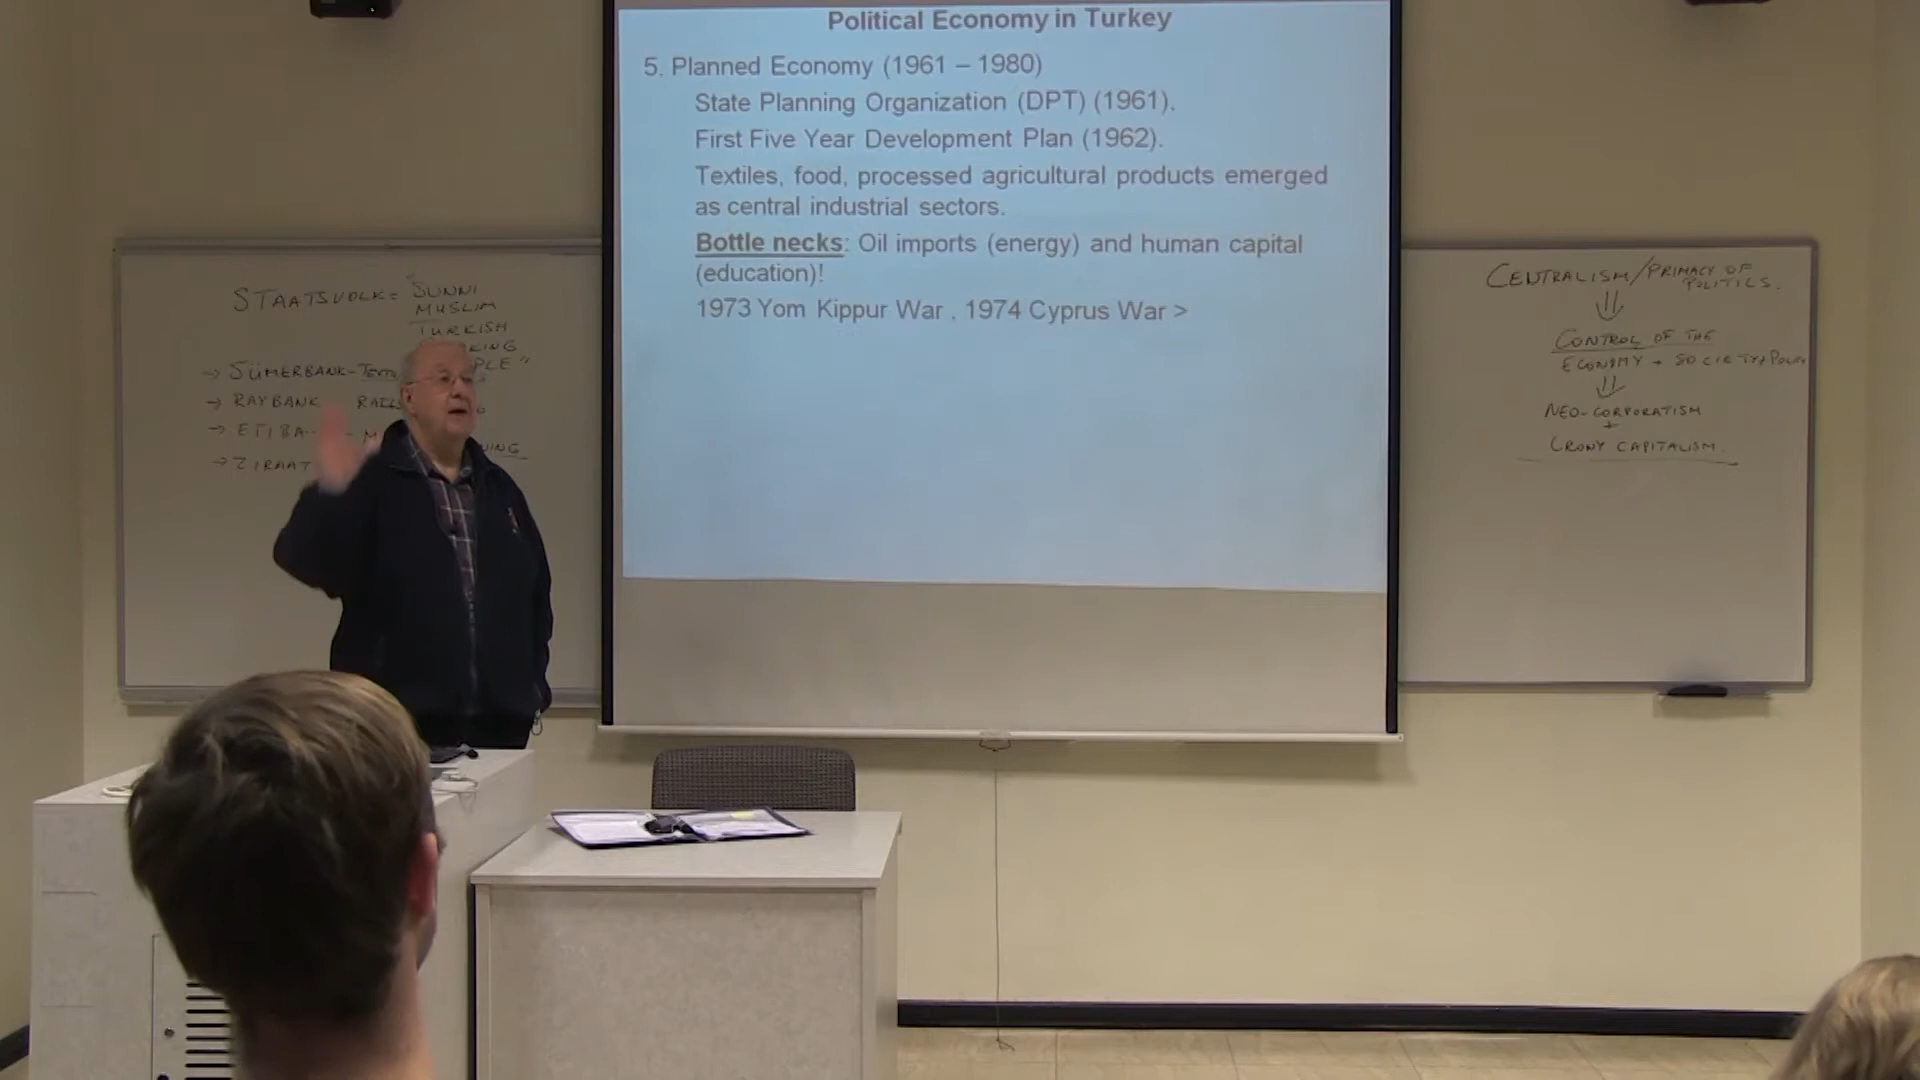 Political Economy in Turkey
5. Planned Economy (1961 – 1980)
State Planning Organization (DPT) (1961).
First Five Year Development Plan (1962).
Textiles, food, processed agricultural products emerged
as central industrial sectors.
Bottle necks: Oil imports (energy) and human capital
(education)!
1973 Yom Kippur War , 1974 Cyprus War >
STAATSVOLK = "SUNNI
MUSLIM
TURKISH
→ SÜMERBANK -
→ RAYBANK
→ ETIBA
→ ZIRAAT
CENTRALISM/PRIMACY OF
POLITICS.
CONTROL OF THE
ECONOMY + SOCIETY +
NEO-CORPORATISM
+
CRONY CAPITALISM.